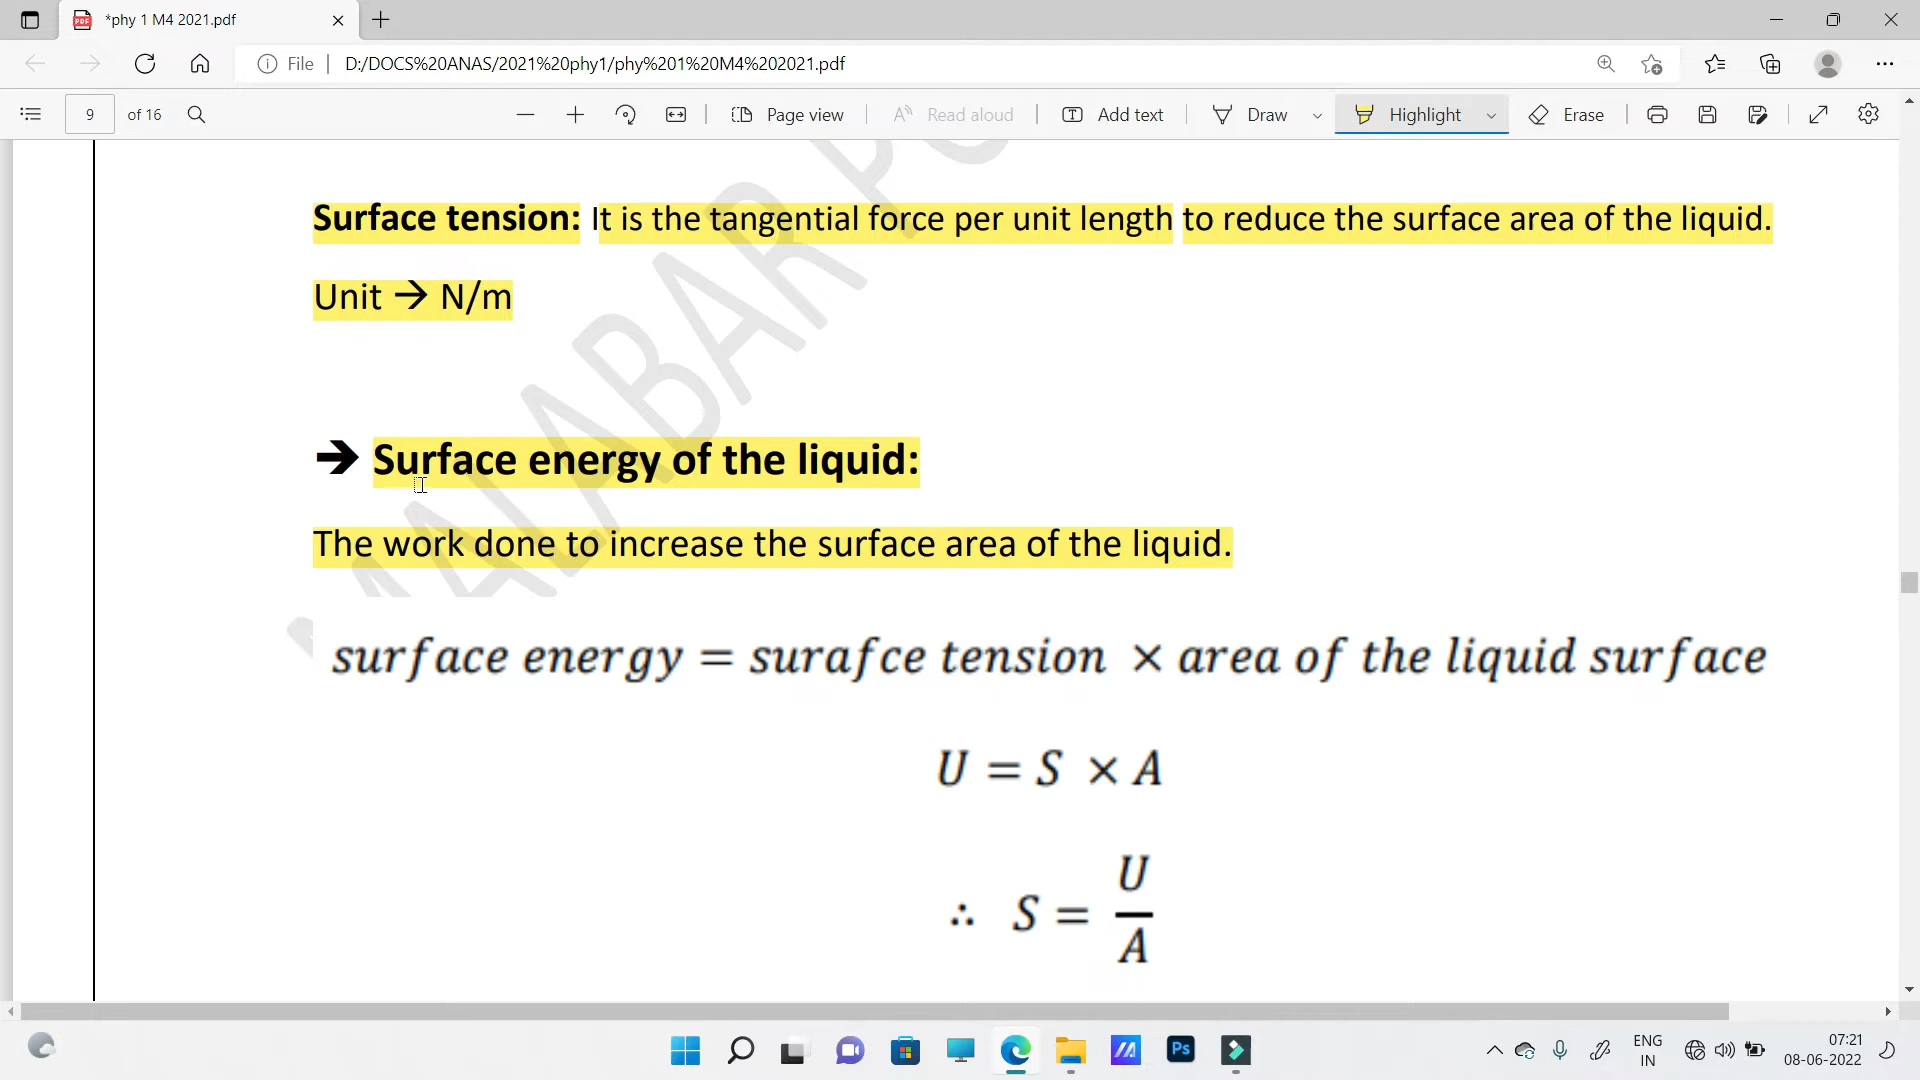 *phy 1 M4 2021.pdf
File D:/DOCS%20ANAS/2021%20phy1/phy%201%20M4%202021.pdf
9 of 16 Page view Read aloud Add text Draw Highlight Erase
Surface tension: It is the tangential force per unit length to reduce the surface area of the liquid.
Unit → N/m
➔ Surface energy of the liquid:
The work done to increase the surface area of the liquid.
surface energy = surafce tension × area of the liquid surface
U = S × A
∴ S = U/A
MALABAR
Ps
ENG 07:21
IN 08-06-2022